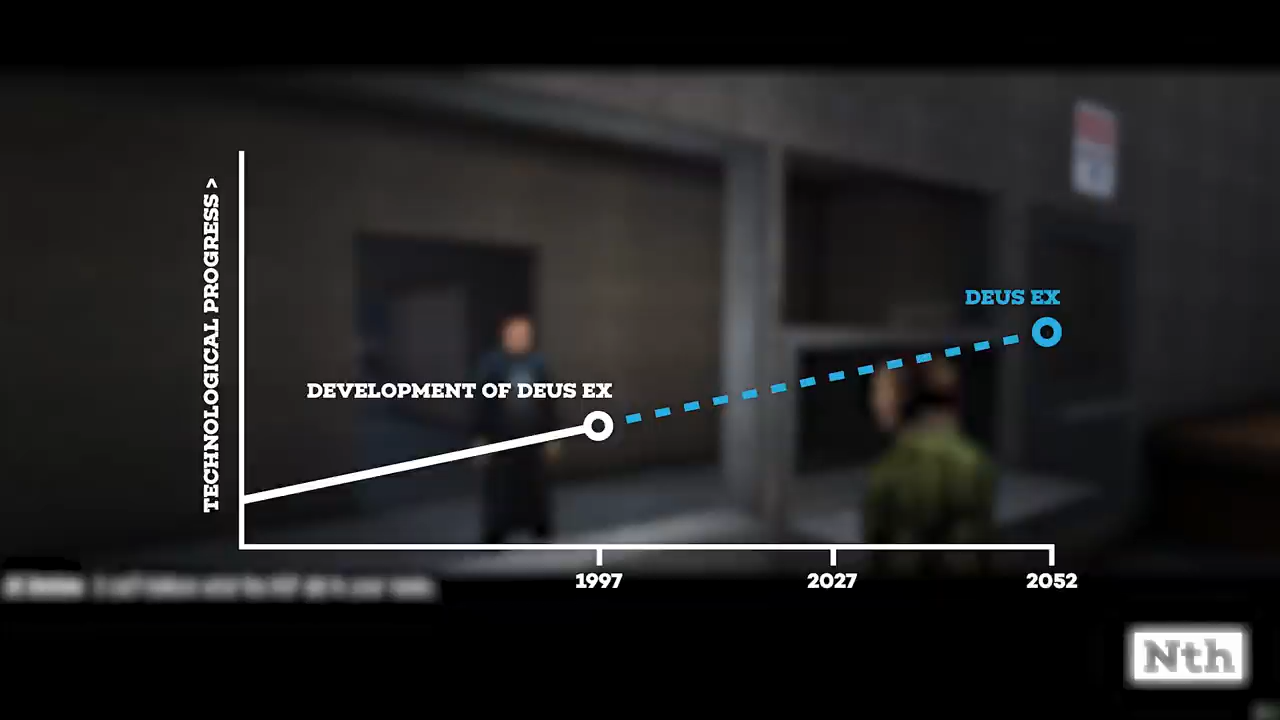 TECHNOLOGICAL PROGRESS >
DEUS EX
DEVELOPMENT OF DEUS EX
1997
2027
2052
Nth